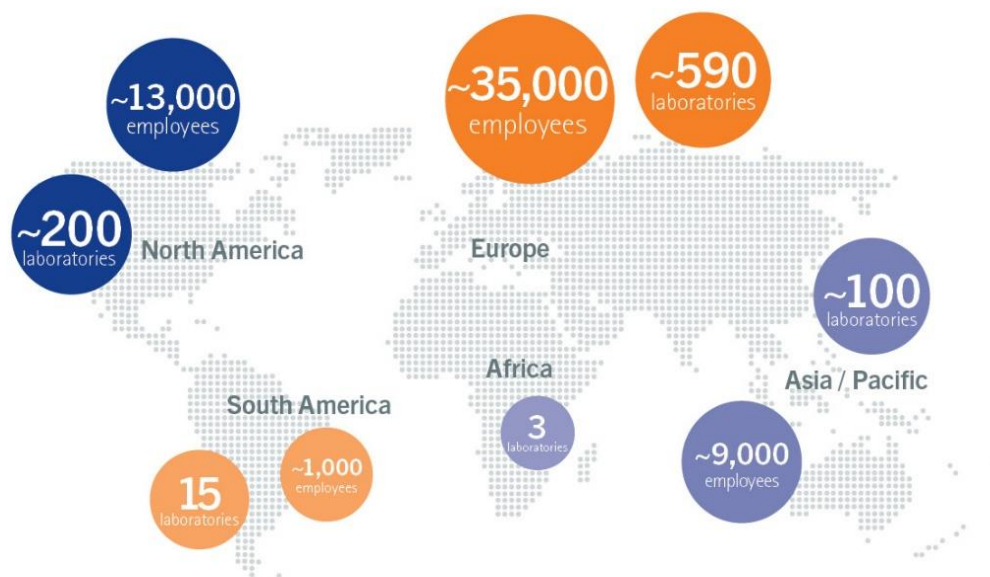 ~13,000
employees
~200
laboratories
North America
~35,000
employees
~590
laboratories
Europe
~100
laboratories
Asia / Pacific
~9,000
employees
Africa
3
laboratories
South America
15
laboratories
~1,000
employees